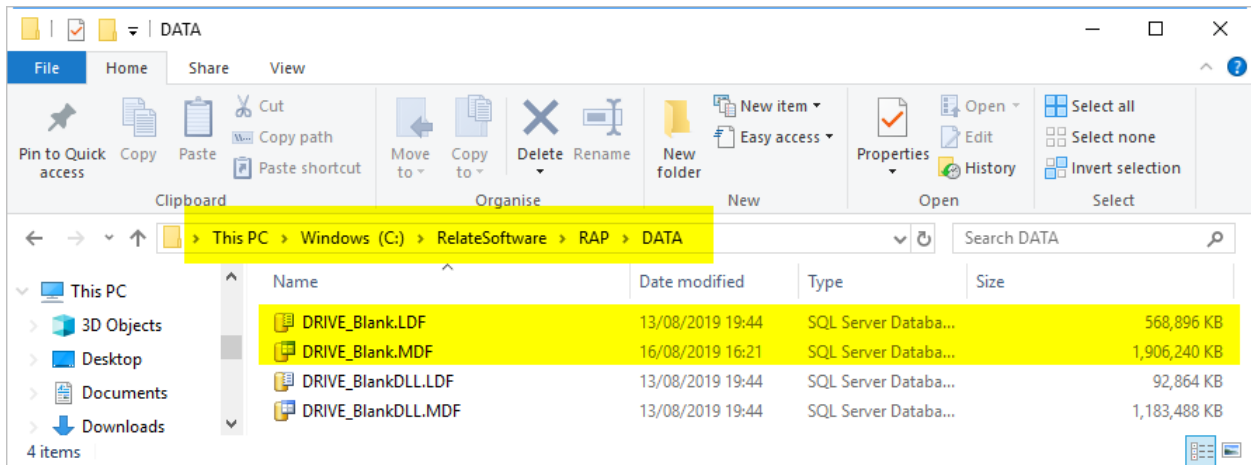 DATA
File Home Share View
Pin to Quick access
Copy
Paste
Cut
Copy path
Paste shortcut
Clipboard
Move to
Copy to
Delete
Rename
Organise
New folder
New item
Easy access
New
Properties
Open
Edit
History
Open
Select all
Select none
Invert selection
Select
This PC > Windows (C:) > RelateSoftware > RAP > DATA
Search DATA
This PC
3D Objects
Desktop
Documents
Downloads
Name Date modified Type Size
DRIVE_Blank.LDF 13/08/2019 19:44 SQL Server Databa... 568,896 KB
DRIVE_Blank.MDF 16/08/2019 16:21 SQL Server Databa... 1,906,240 KB
DRIVE_BlankDLL.LDF 13/08/2019 19:44 SQL Server Databa... 92,864 KB
DRIVE_BlankDLL.MDF 13/08/2019 19:44 SQL Server Databa... 1,183,488 KB
4 items